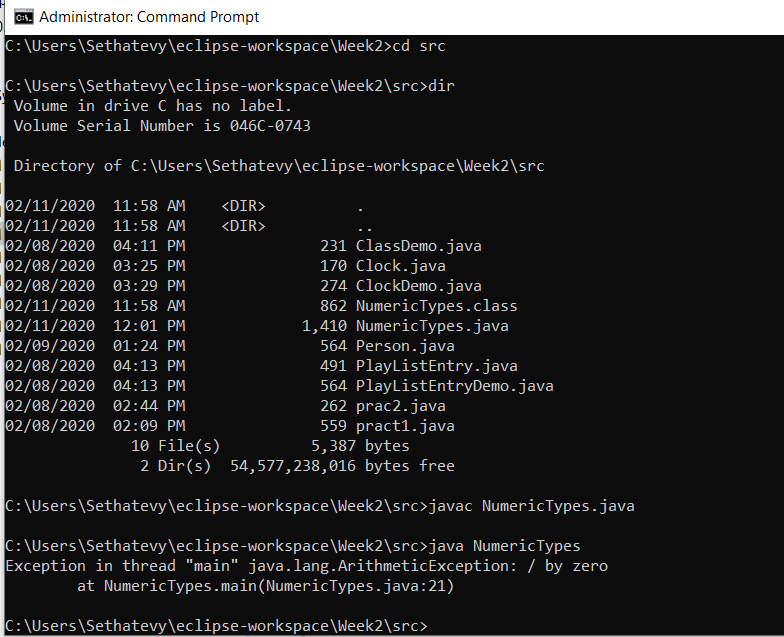 Administrator: Command Prompt
C:\Users\Sethatevy\eclipse-workspace\Week2>cd src
C:\Users\Sethatevy\eclipse-workspace\Week2\src>dir
Volume in drive C has no label.
Volume Serial Number is 046C-0743
Directory of C:\Users\Sethatevy\eclipse-workspace\Week2\src
02/11/2020 11:58 AM <DIR> .
02/11/2020 11:58 AM <DIR> ..
02/08/2020 04:11 PM 231 ClassDemo.java
02/08/2020 03:25 PM 170 Clock.java
02/08/2020 03:29 PM 274 ClockDemo.java
02/11/2020 11:58 AM 862 NumericTypes.class
02/11/2020 12:01 PM 1,410 NumericTypes.java
02/09/2020 01:24 PM 564 Person.java
02/08/2020 04:13 PM 491 PlayListEntry.java
02/08/2020 04:13 PM 564 PlayListEntryDemo.java
02/08/2020 02:44 PM 262 prac2.java
02/08/2020 02:09 PM 559 pract1.java
10 File(s) 5,387 bytes
2 Dir(s) 54,577,238,016 bytes free
C:\Users\Sethatevy\eclipse-workspace\Week2\src>javac NumericTypes.java
C:\Users\Sethatevy\eclipse-workspace\Week2\src>java NumericTypes
Exception in thread "main" java.lang.ArithmeticException: / by zero
at NumericTypes.main(NumericTypes.java:21)
C:\Users\Sethatevy\eclipse-workspace\Week2\src>